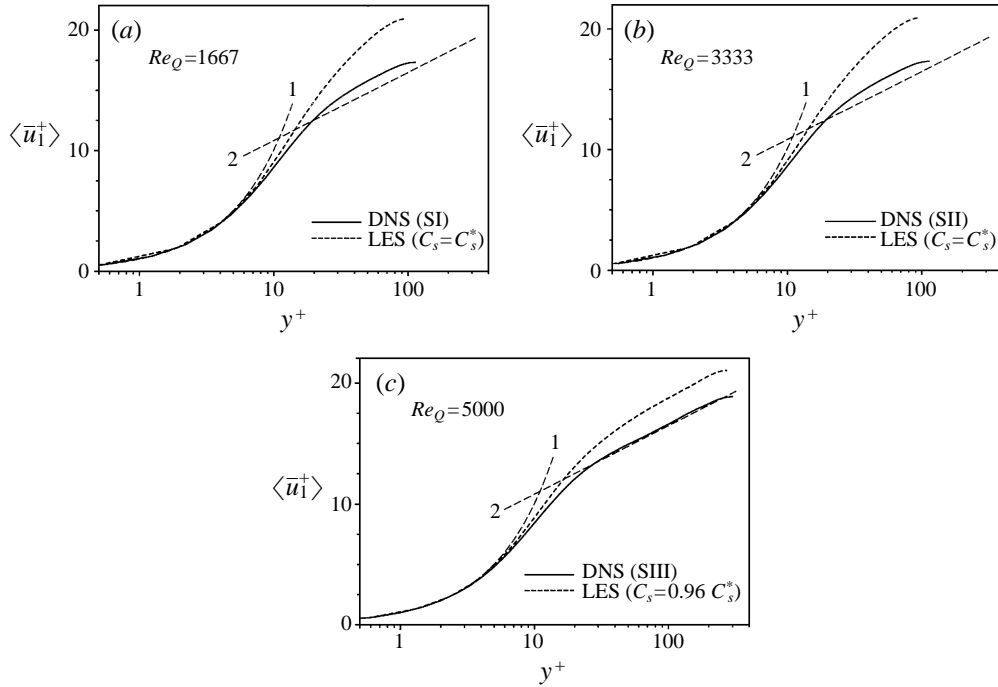 (a)
Re_Q=1667
20
10
0
1
2
⟨ū₁⁺⟩
DNS (SI)
LES (C_s=C_s^*)
1
10
100
y⁺
(b)
Re_Q=3333
20
10
0
1
2
DNS (SII)
LES (C_s=C_s^*)
1
10
100
y⁺
(c)
Re_Q=5000
20
10
0
1
2
⟨ū₁⁺⟩
DNS (SIII)
LES (C_s=0.96 C_s^*)
1
10
100
y⁺